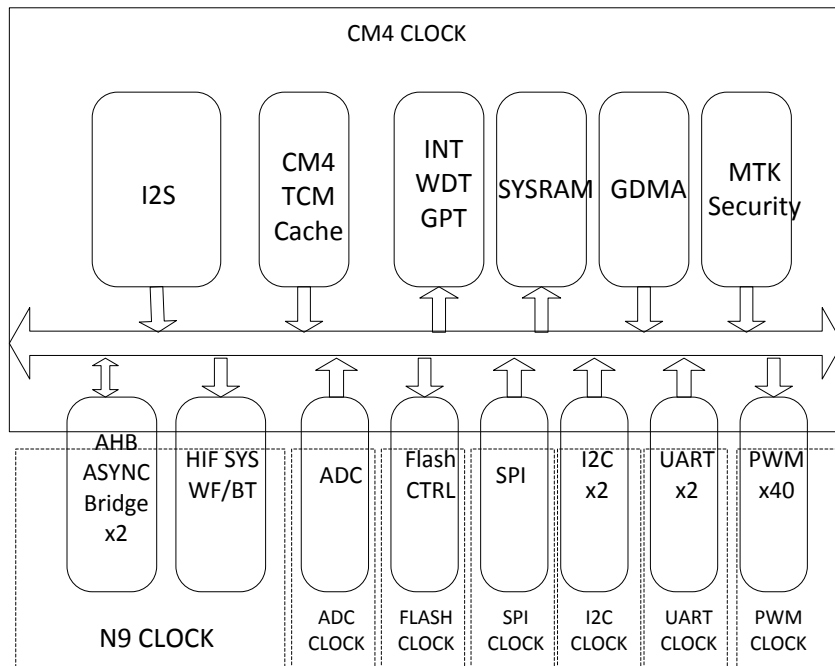 CM4 CLOCK
I2S
CM4
TCM
Cache
INT
WDT
GPT
SYSRAM
GDMA
MTK
Security
AHB
ASYNC
Bridge
x2
HIF SYS
WF/BT
ADC
Flash
CTRL
SPI
I2C
x2
UART
x2
PWM
x40
N9 CLOCK
ADC
CLOCK
FLASH
CLOCK
SPI
CLOCK
I2C
CLOCK
UART
CLOCK
PWM
CLOCK